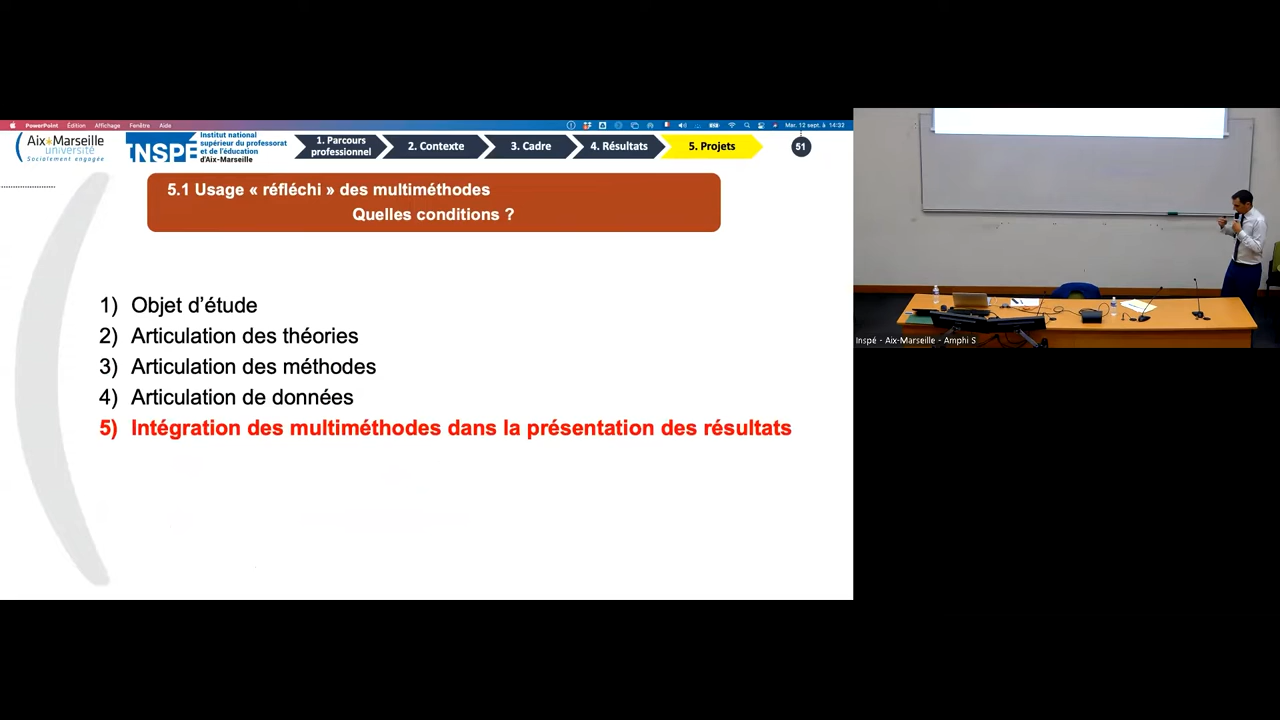 PowerPoint Édition Affichage Fenêtre Aide
Mar. 12 sept. à 14:32
Aix Marseille
université
Socialement engagée
INSPÉ
Institut national
supérieur du professorat
et de l'éducation
d'Aix-Marseille
1. Parcours
professionnel
2. Contexte
3. Cadre
4. Résultats
5. Projets
51
5.1 Usage « réfléchi » des multiméthodes
Quelles conditions ?
1) Objet d'étude
2) Articulation des théories
3) Articulation des méthodes
4) Articulation de données
5) Intégration des multiméthodes dans la présentation des résultats
Inspé - Aix-Marseille - Amphi S